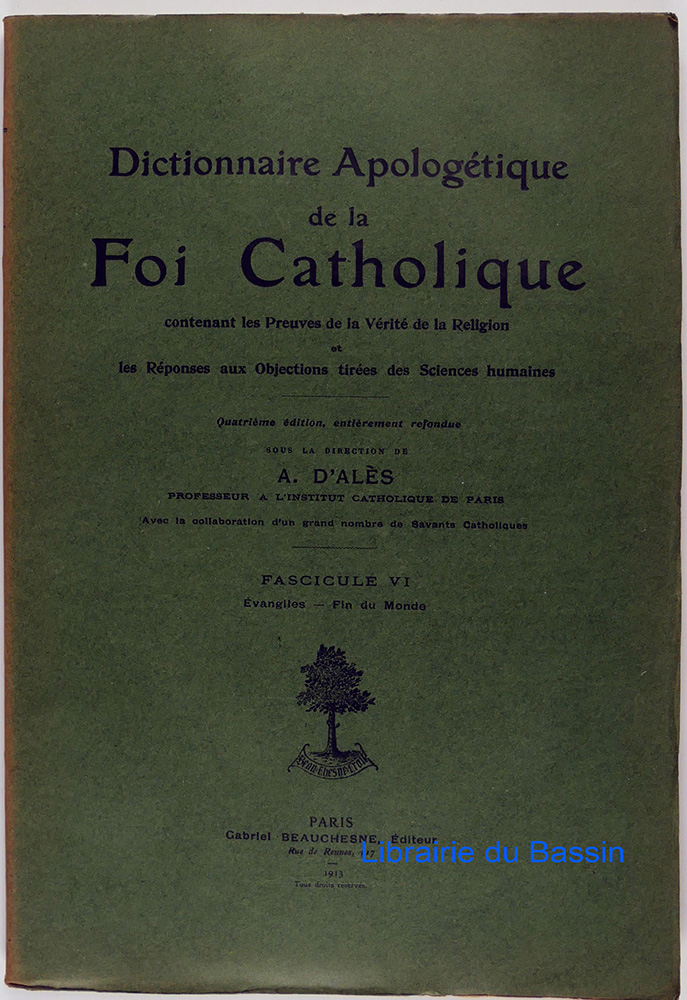 Dictionnaire Apologétique
de la
Foi Catholique
contenant les Preuves de la Vérité de la Religion
et
les Réponses aux Objections tirées des Sciences humaines
Quatrième édition, entièrement refondue
SOUS LA DIRECTION DE
A. D'ALÈS
PROFESSEUR A L'INSTITUT CATHOLIQUE DE PARIS
Avec la collaboration d'un grand nombre de Savants Catholiques
FASCICULE VI
Évangiles — Fin du Monde
PARIS
Gabriel BEAUCHESNE, Éditeur
Rue de Rennes,
Librairie du Bassin
1913
Tous droits réservés.